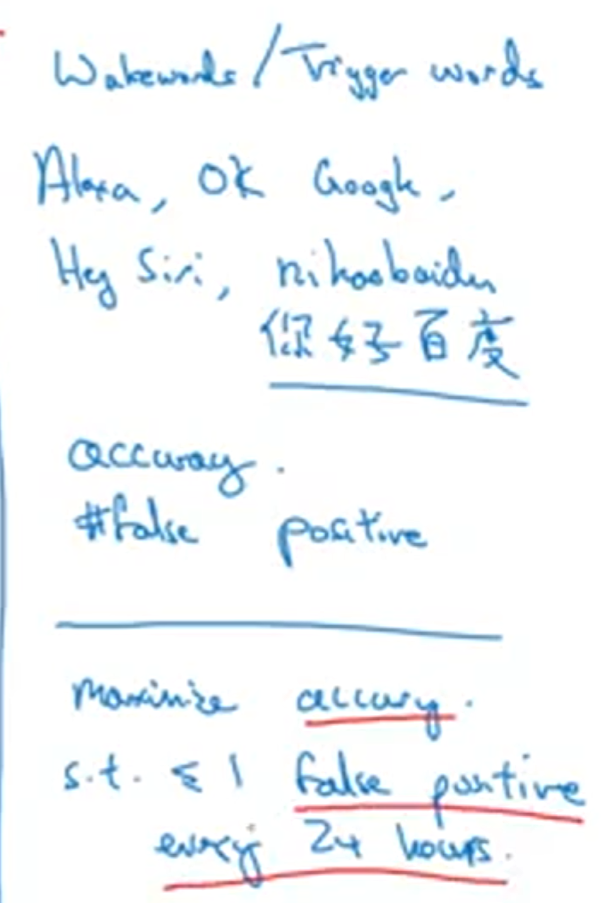 Wakewords / Trigger words
Alexa, OK Google,
Hey Siri, nihaobaidu
你好百度
accuracy.
#false positive
Maximize accuracy.
s.t. ≤ 1 false positive
every 24 hours.